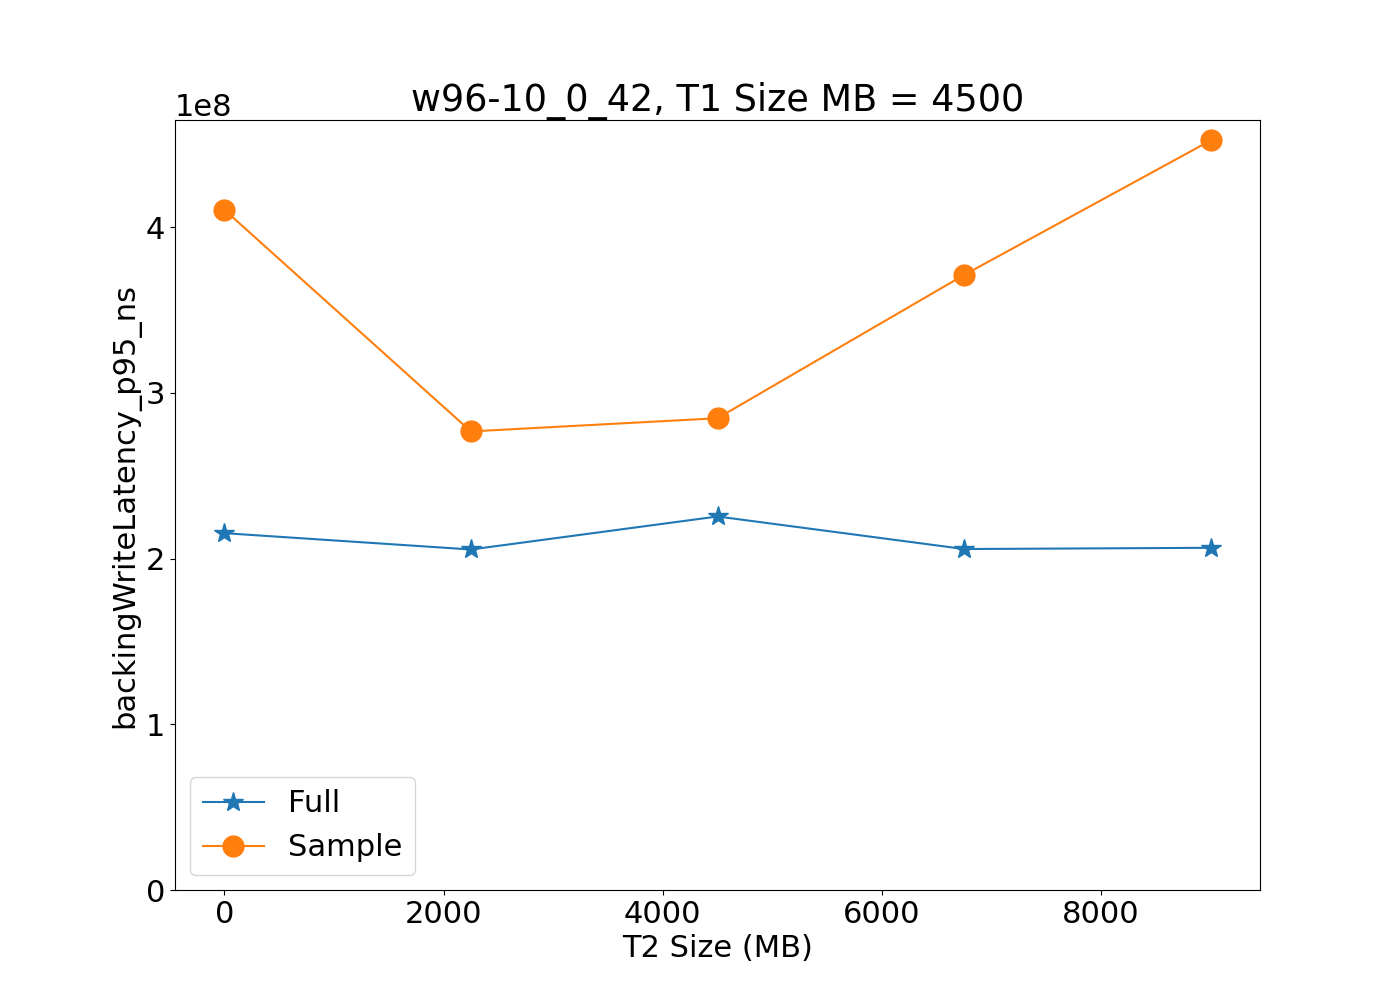 w96-10_0_42, T1 Size MB = 4500
1e8
4
3
2
1
0
backingWriteLatency_p95_ns
Full
Sample
0 2000 4000 6000 8000
T2 Size (MB)